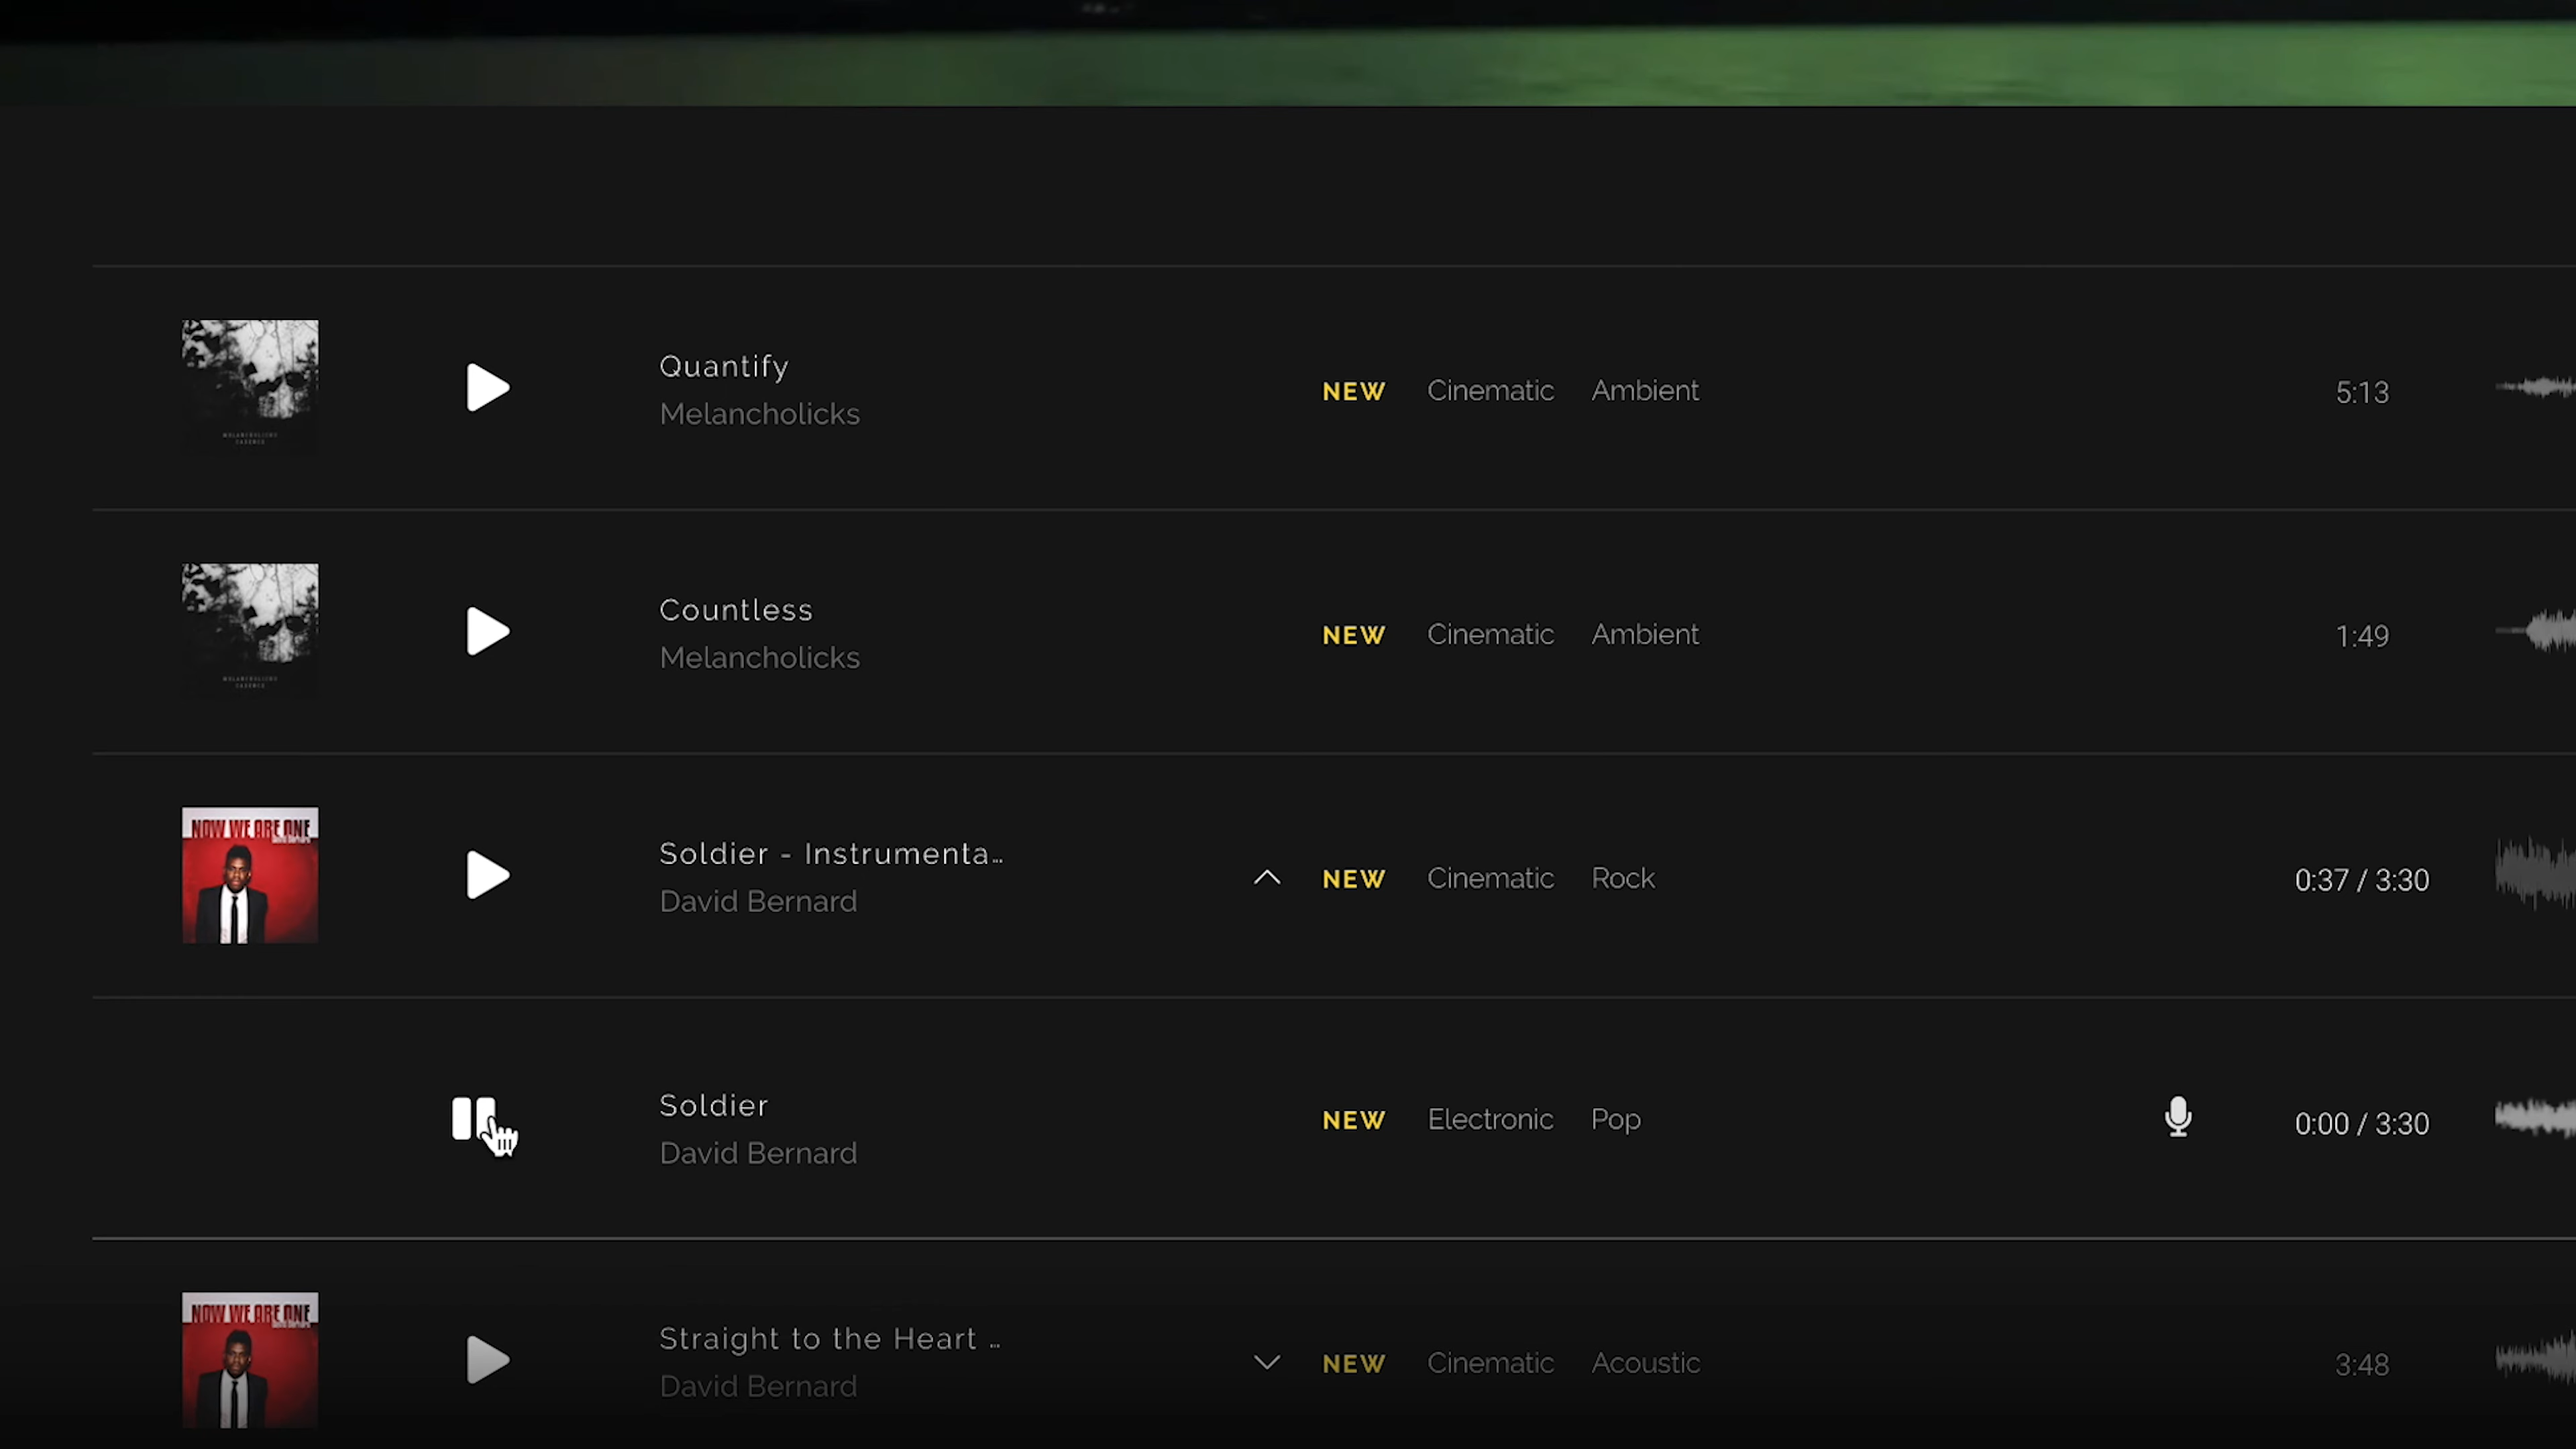 Quantify
Melancholicks
NEW Cinematic Ambient 5:13
MELANCHOLICKS
Countless
Melancholicks
NEW Cinematic Ambient 1:49
MELANCHOLICKS
NOW WE ARE ONE
Soldier - Instrumenta...
David Bernard
NEW Cinematic Rock 0:37 / 3:30
Soldier
David Bernard
NEW Electronic Pop 0:00 / 3:30
NOW WE ARE ONE
Straight to the Heart ...
David Bernard
NEW Cinematic Acoustic 3:48